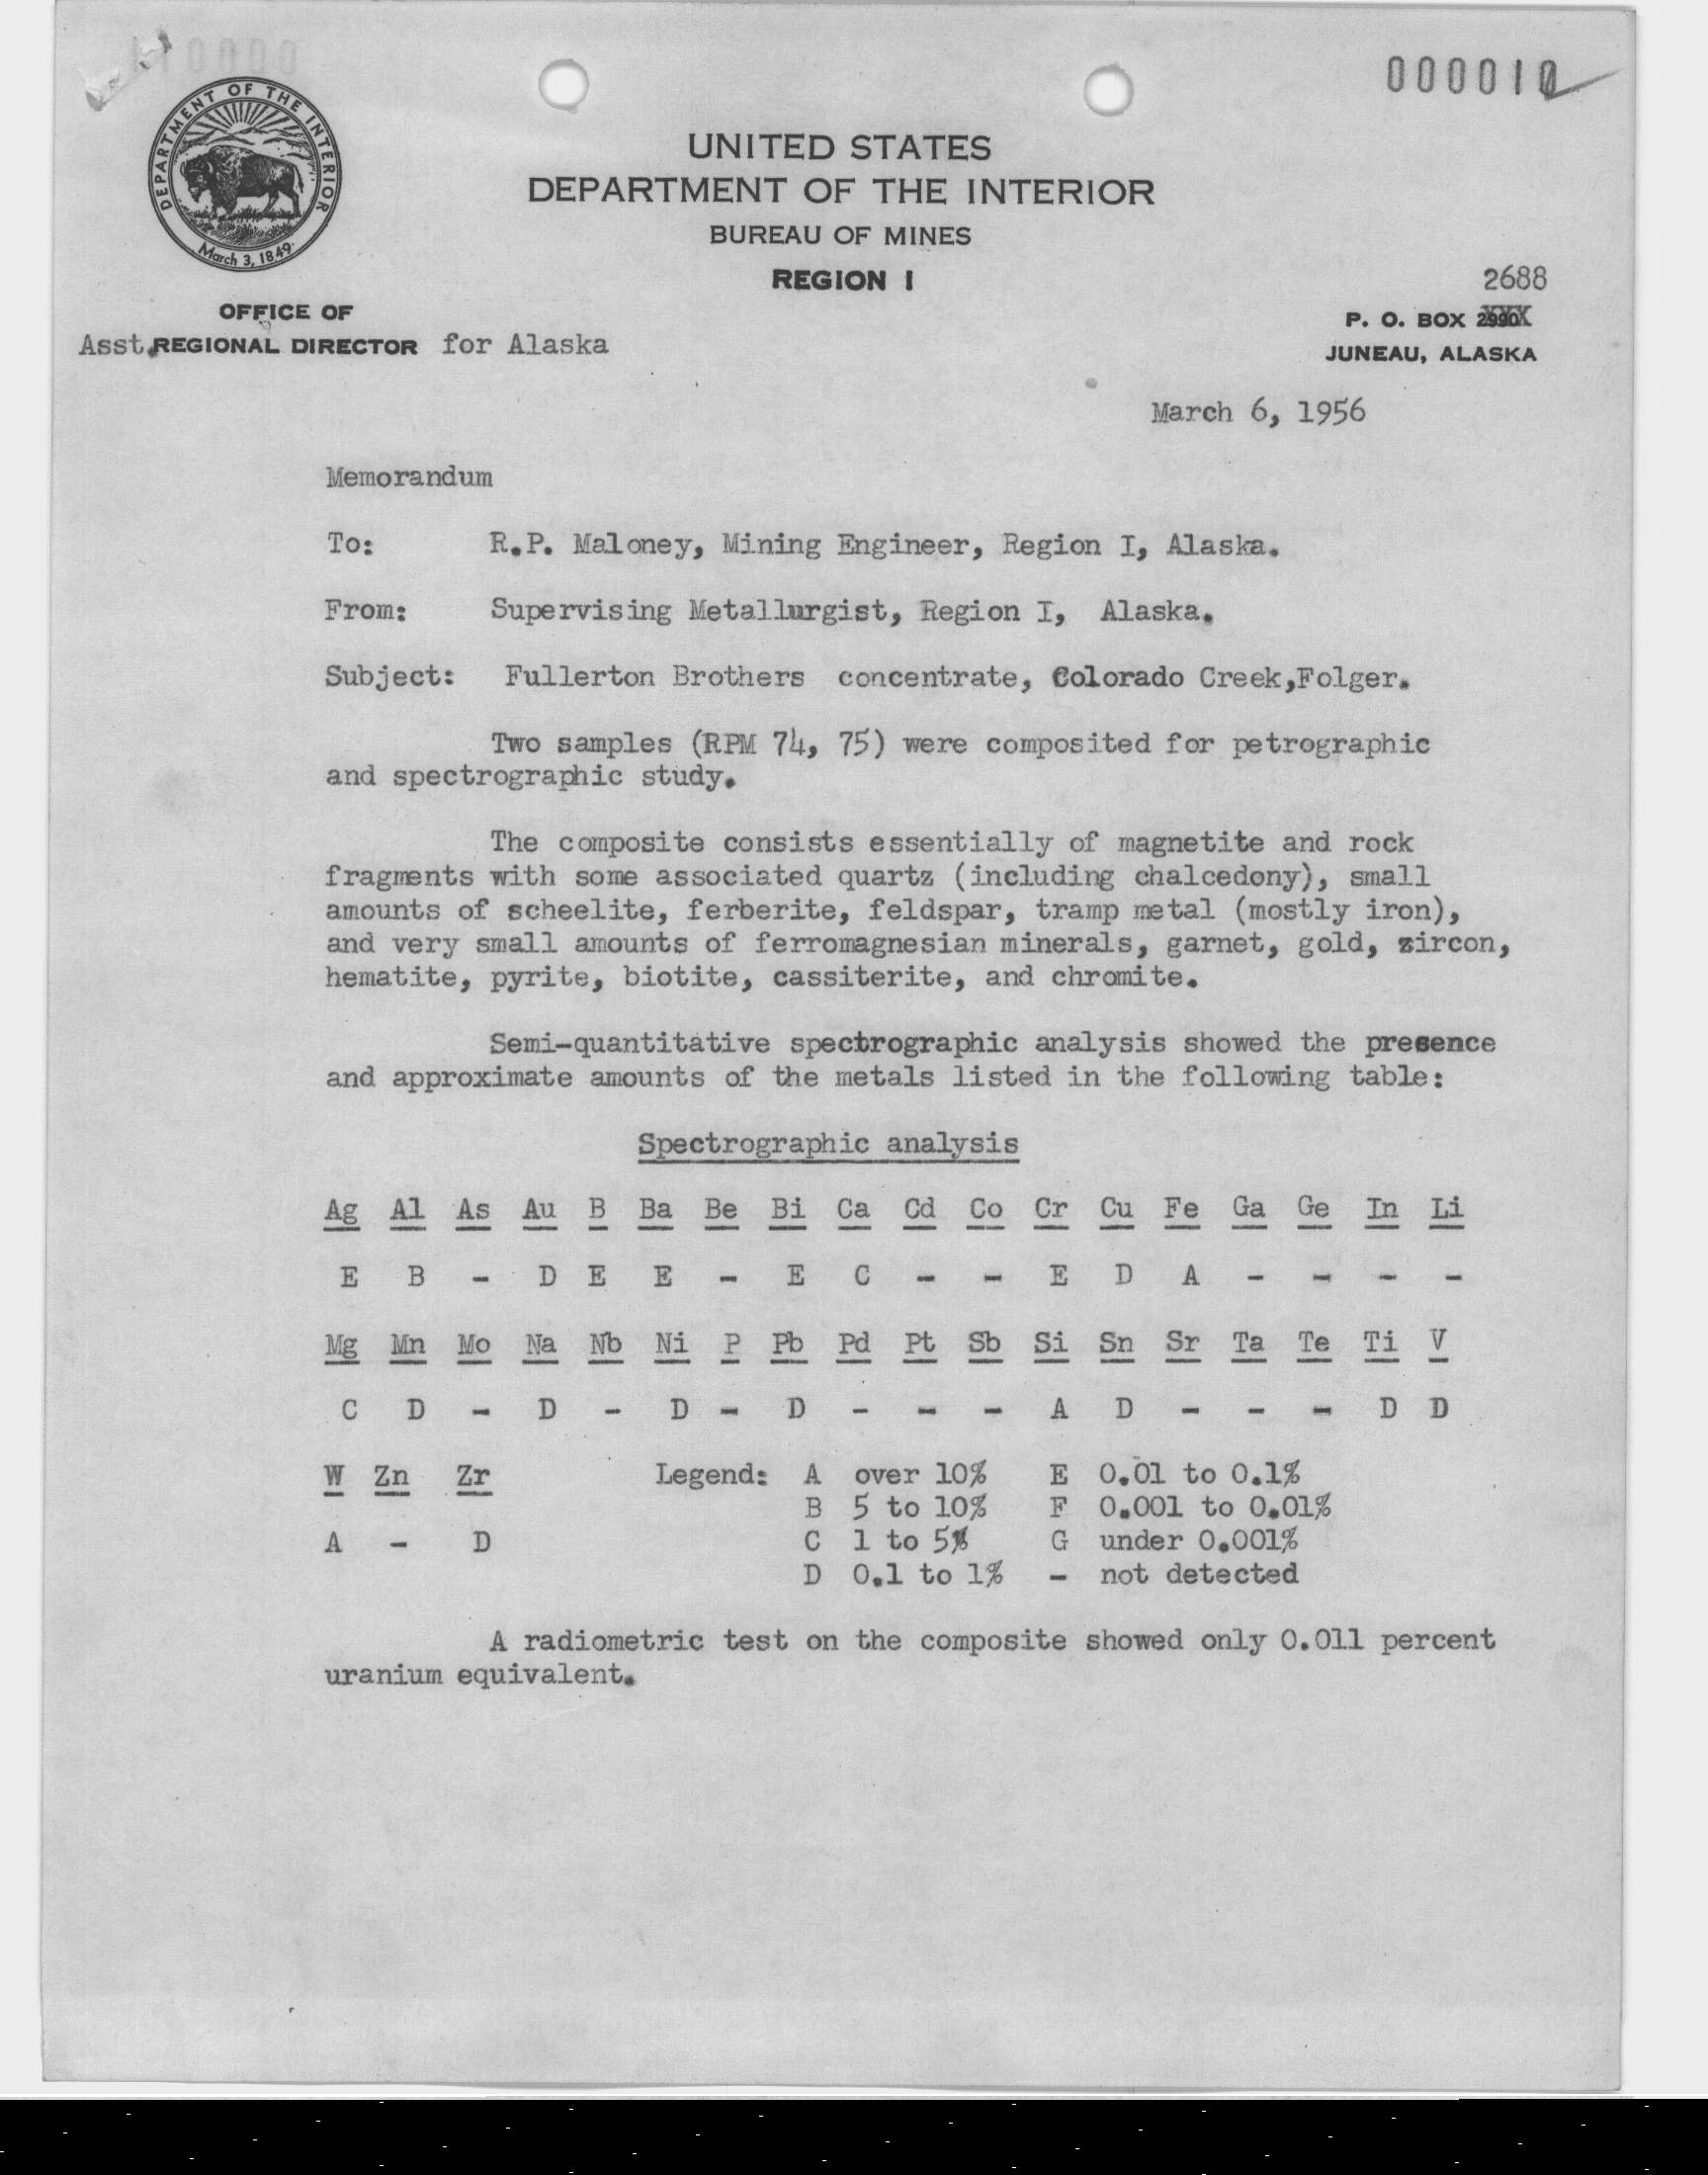 000010
DEPARTMENT OF THE INTERIOR
March 3, 1849
UNITED STATES
DEPARTMENT OF THE INTERIOR
BUREAU OF MINES
REGION I
OFFICE OF
Asst. REGIONAL DIRECTOR for Alaska
2688
P. O. BOX 2990
JUNEAU, ALASKA
March 6, 1956
Memorandum
To: R.P. Maloney, Mining Engineer, Region I, Alaska.
From: Supervising Metallurgist, Region I, Alaska.
Subject: Fullerton Brothers concentrate, Colorado Creek,Folger.
Two samples (RPM 74, 75) were composited for petrographic
and spectrographic study.
The composite consists essentially of magnetite and rock
fragments with some associated quartz (including chalcedony), small
amounts of scheelite, ferberite, feldspar, tramp metal (mostly iron),
and very small amounts of ferromagnesian minerals, garnet, gold, zircon,
hematite, pyrite, biotite, cassiterite, and chromite.
Semi-quantitative spectrographic analysis showed the presence
and approximate amounts of the metals listed in the following table:
Spectrographic analysis
Ag Al As Au B Ba Be Bi Ca Cd Co Cr Cu Fe Ga Ge In Li
E B - D E E - E C - - E D A - - - -
Mg Mn Mo Na Nb Ni P Pb Pd Pt Sb Si Sn Sr Ta Te Ti V
C D - D - D - D - - - A D - - - D D
W Zn Zr Legend: A over 10% E 0.01 to 0.1%
B 5 to 10% F 0.001 to 0.01%
A - D C 1 to 5% G under 0.001%
D 0.1 to 1% - not detected
A radiometric test on the composite showed only 0.011 percent
uranium equivalent.